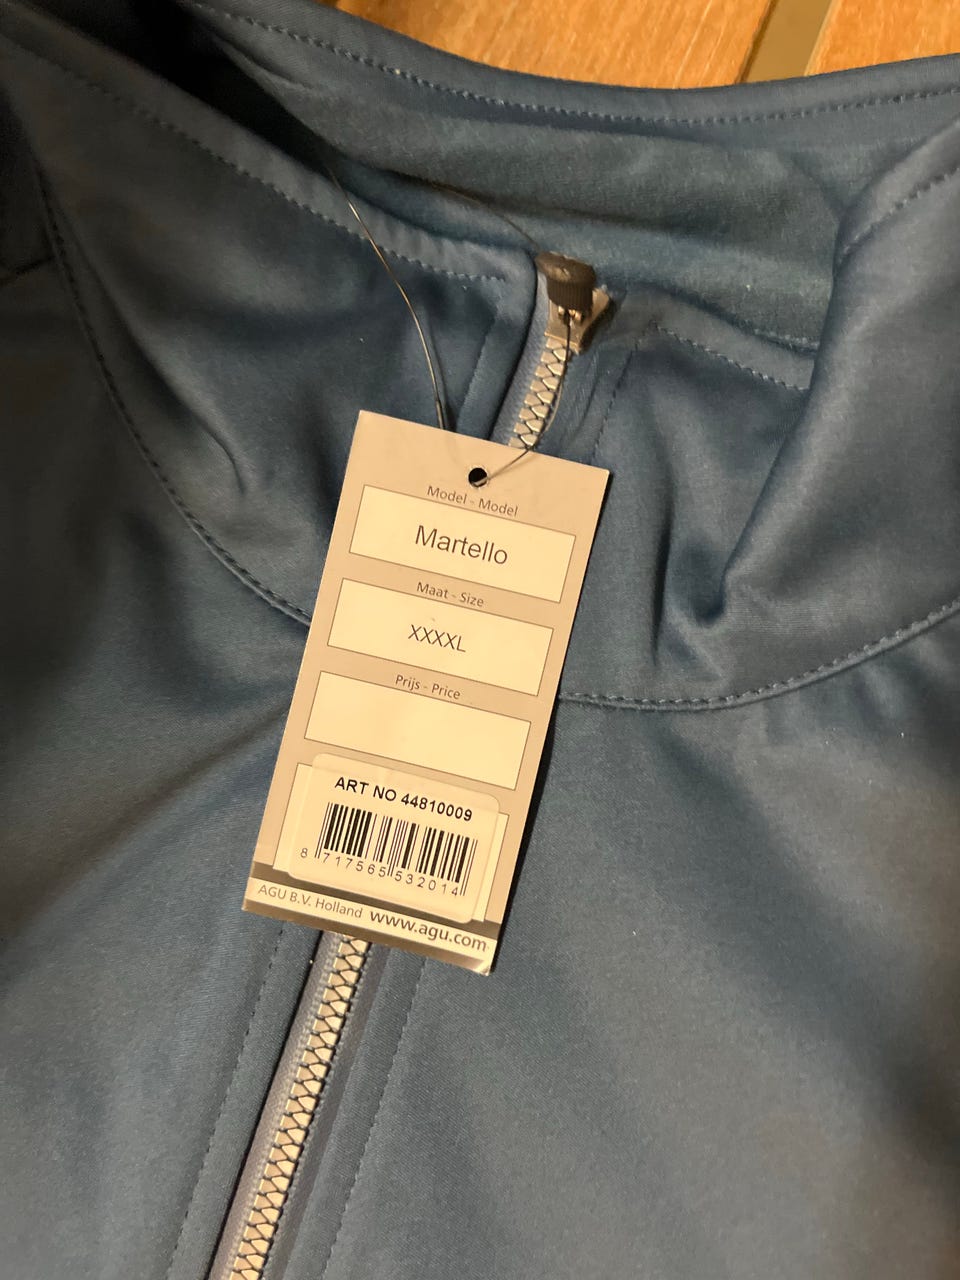 Model - Model
Martello
Maat - Size
XXXXL
Prijs - Price
ART NO 44810009
8 717565 532014
AGU B.V. Holland www.agu.com